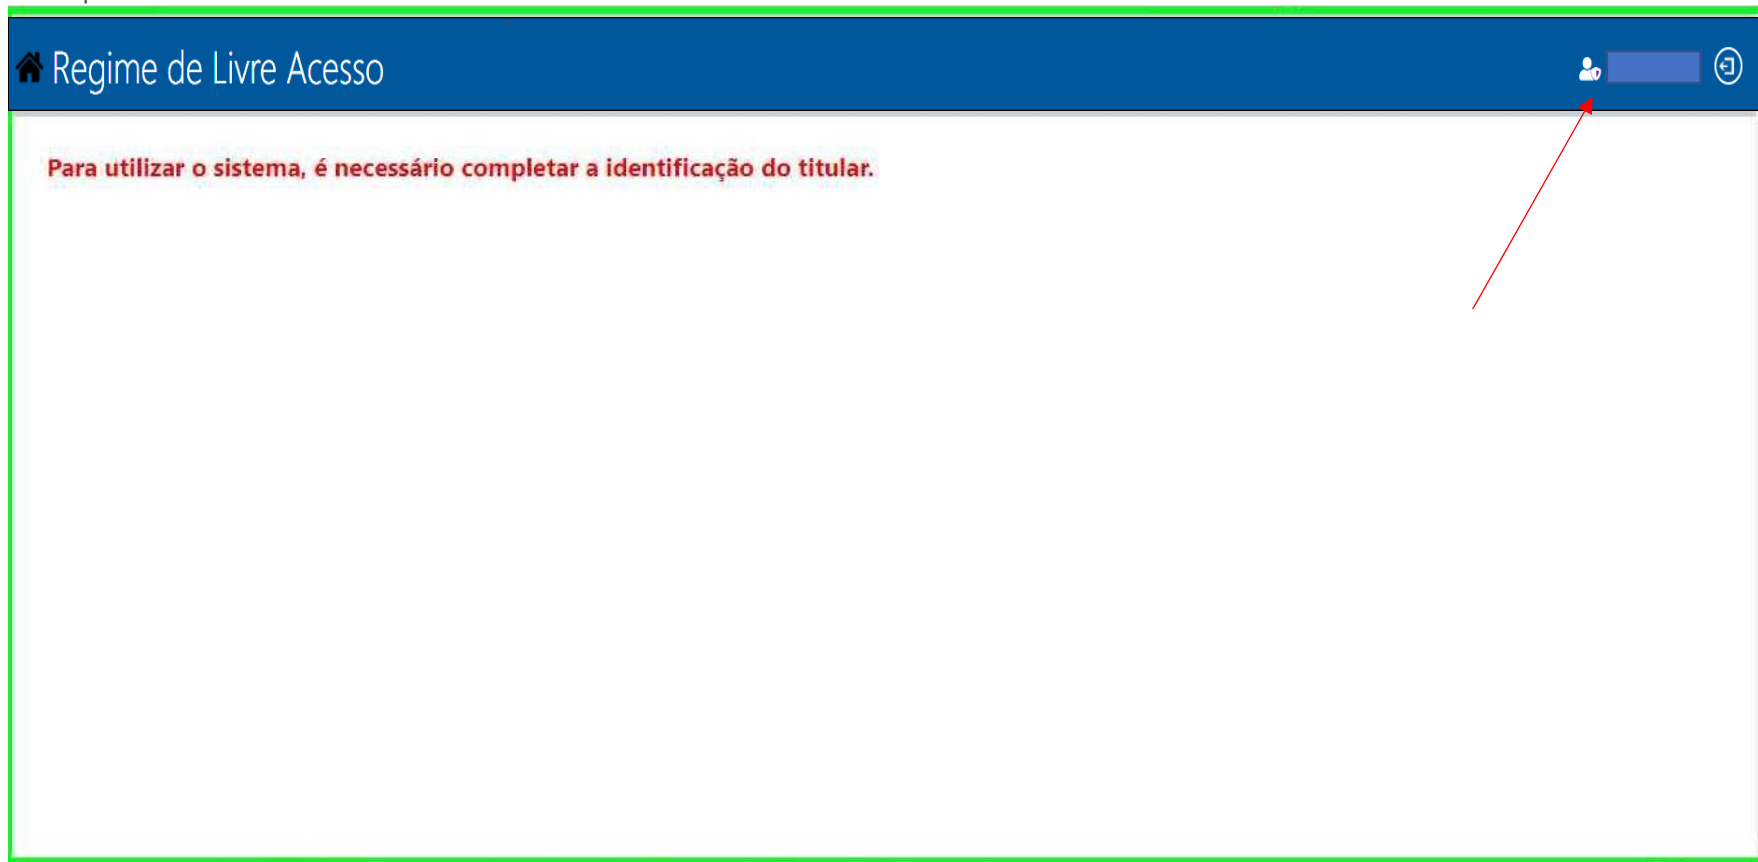 Regime de Livre Acesso
Para utilizar o sistema, é necessário completar a identificação do titular.